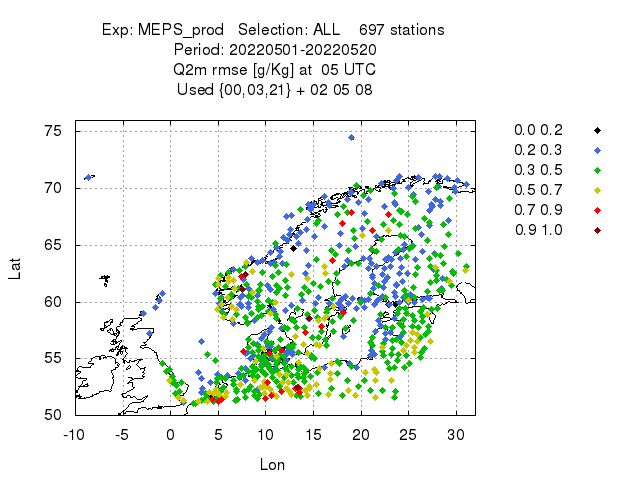 Exp: MEPS_prod Selection: ALL 697 stations
Period: 20220501-20220520
Q2m rmse [g/Kg] at 05 UTC
Used {00,03,21} + 02 05 08
75
70
65
60
55
50
Lat
-10 -5 0 5 10 15 20 25 30
Lon
0.0 0.2
0.2 0.3
0.3 0.5
0.5 0.7
0.7 0.9
0.9 1.0